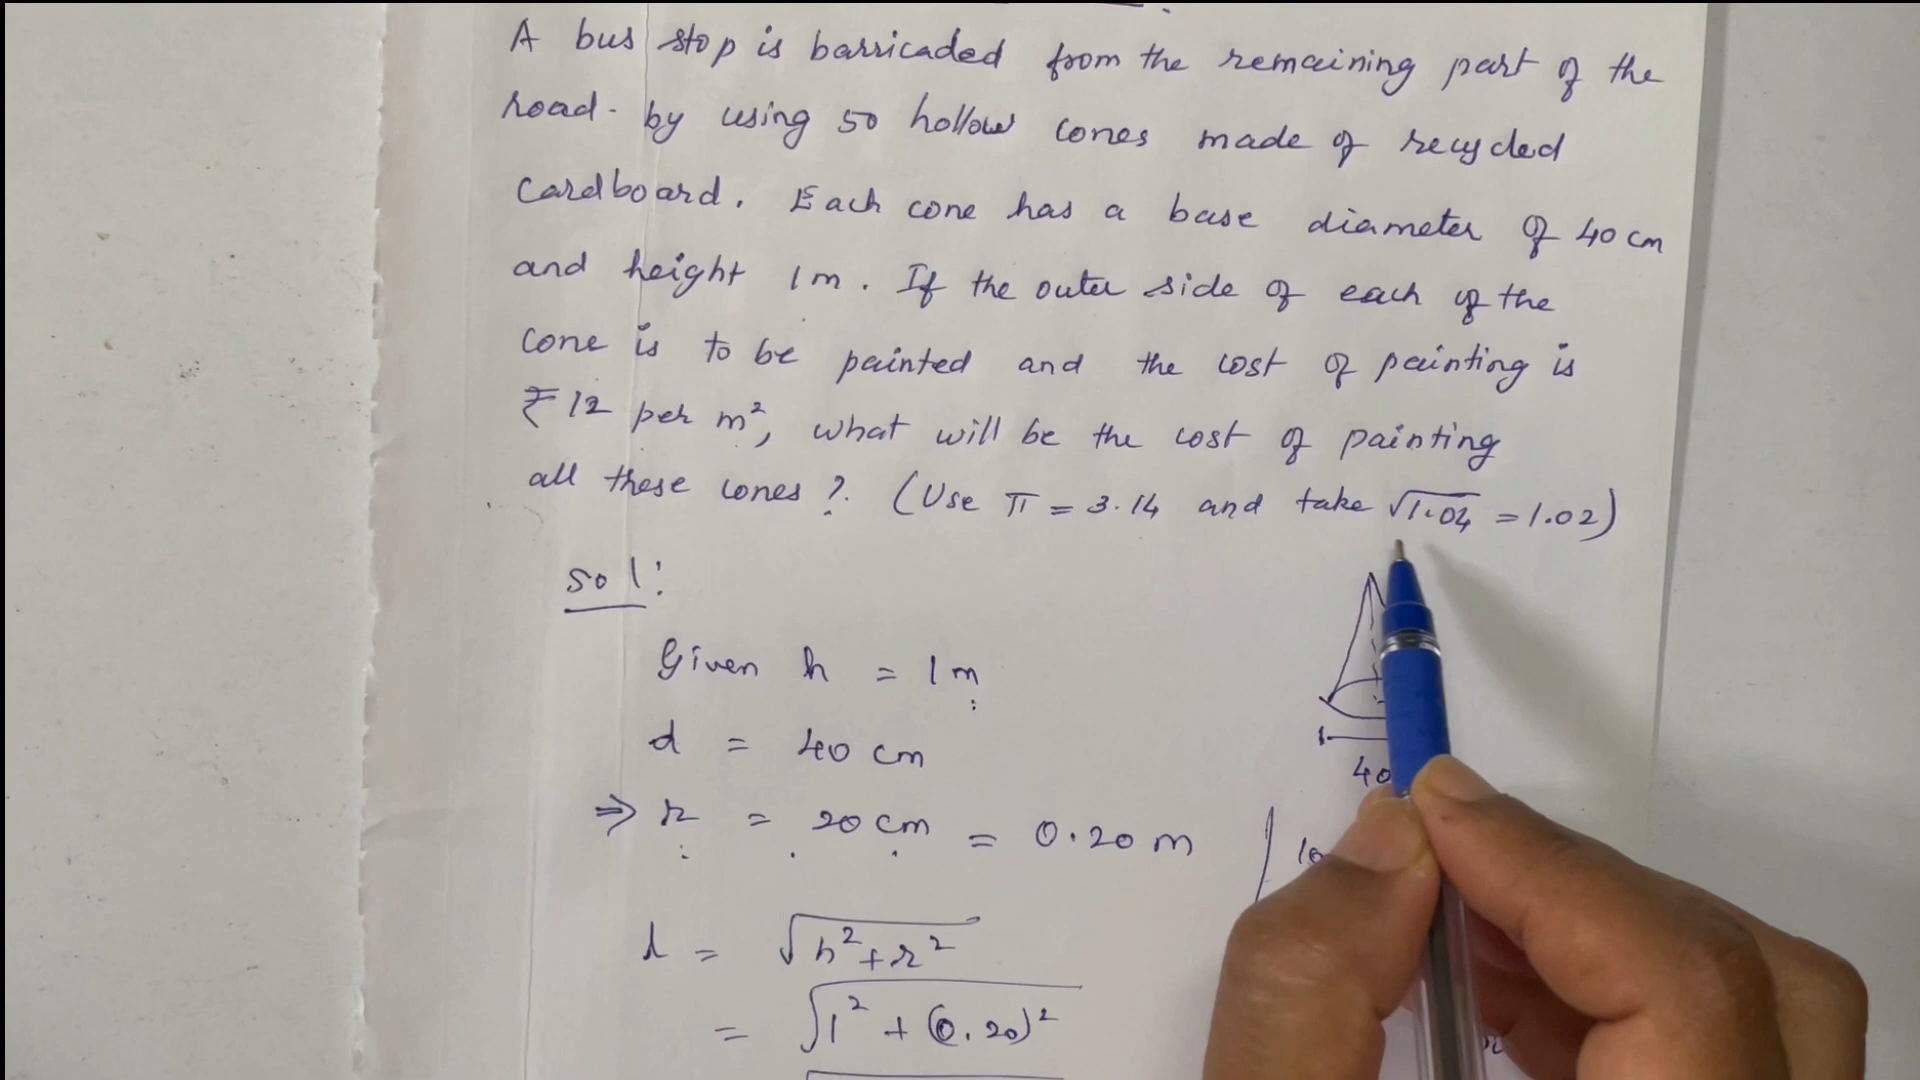 A bus stop is barricaded from the remaining part of the
road - by using 50 hollow cones made of recycled
cardboard. Each cone has a base diameter of 40 cm
and height 1m. If the outer side of each of the
cone is to be painted and the cost of painting is
₹ 12 per m², what will be the cost of painting
all these cones ?. (Use π = 3.14 and take √1.04 = 1.02)
Sol:
Given h = 1 m
d = 40 cm
40
⇒ r = 20 cm = 0.20 m
10
l = √h²+r²
= √1² + (0.20)²